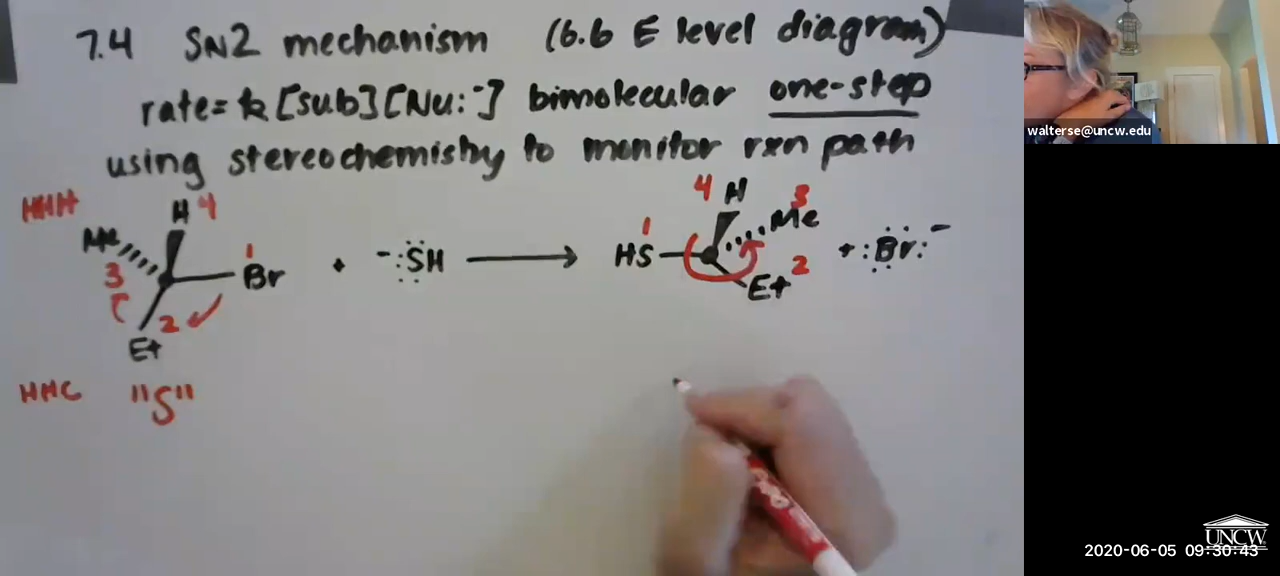 7.4 SN2 mechanism (6.6 E level diagram)
rate=k[sub][Nu:⁻] bimolecular one-step
using stereochemistry to monitor rxn path
HHH
Me H 4
3 1 Br
2
Et
+ ⁻:SH
1 4 H 3
HS Me
2
Et
+ :Br:⁻
HHC "S"
walterse@uncw.edu
UNCW
2020-06-05 09:30:43